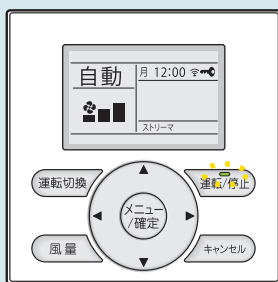 自動
月 12:00
ストリーマ
運転切換
運転/停止
メニュー
/確定
風量
キャンセル